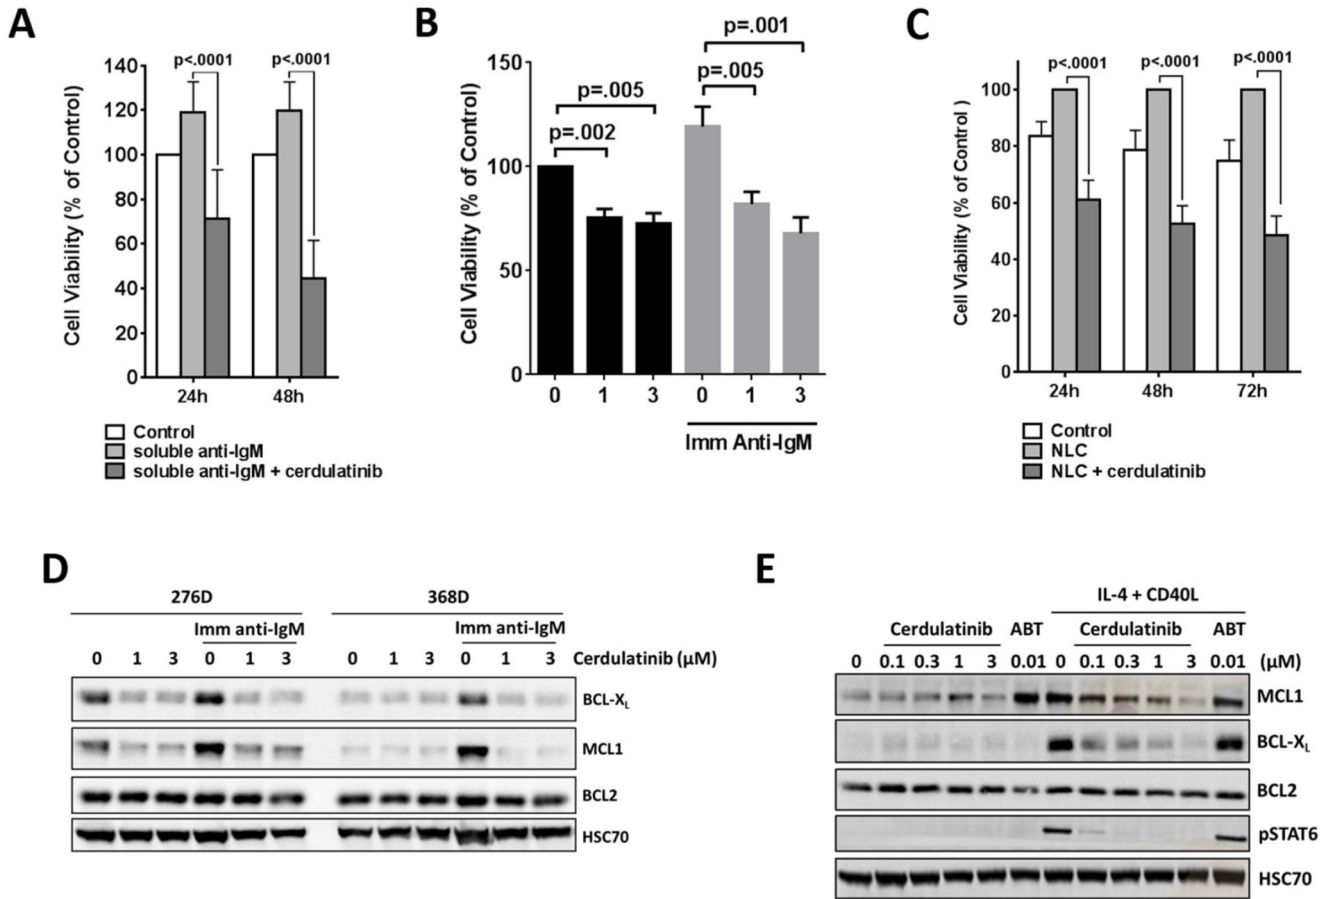 A
Cell Viability (% of Control)
140
120
100
80
60
40
20
0
p<.0001
p<.0001
24h
48h
Control
soluble anti-IgM
soluble anti-IgM + cerdulatinib
B
Cell Viability (% of Control)
150
100
50
0
p=.005
p=.002
p=.001
p=.005
0 1 3 0 1 3
Imm Anti-IgM
C
Cell Viability (% of Control )
100
80
60
40
20
0
p<.0001
p<.0001
p<.0001
24h
48h
72h
Control
NLC
NLC + cerdulatinib
D
276D 368D
Imm anti-IgM Imm anti-IgM
0 1 3 0 1 3 0 1 3 0 1 3 Cerdulatinib (μM)
BCL-XL
MCL1
BCL2
HSC70
E
IL-4 + CD40L
Cerdulatinib ABT Cerdulatinib ABT
0 0.1 0.3 1 3 0.01 0 0.1 0.3 1 3 0.01 (μM)
MCL1
BCL-XL
BCL2
pSTAT6
HSC70